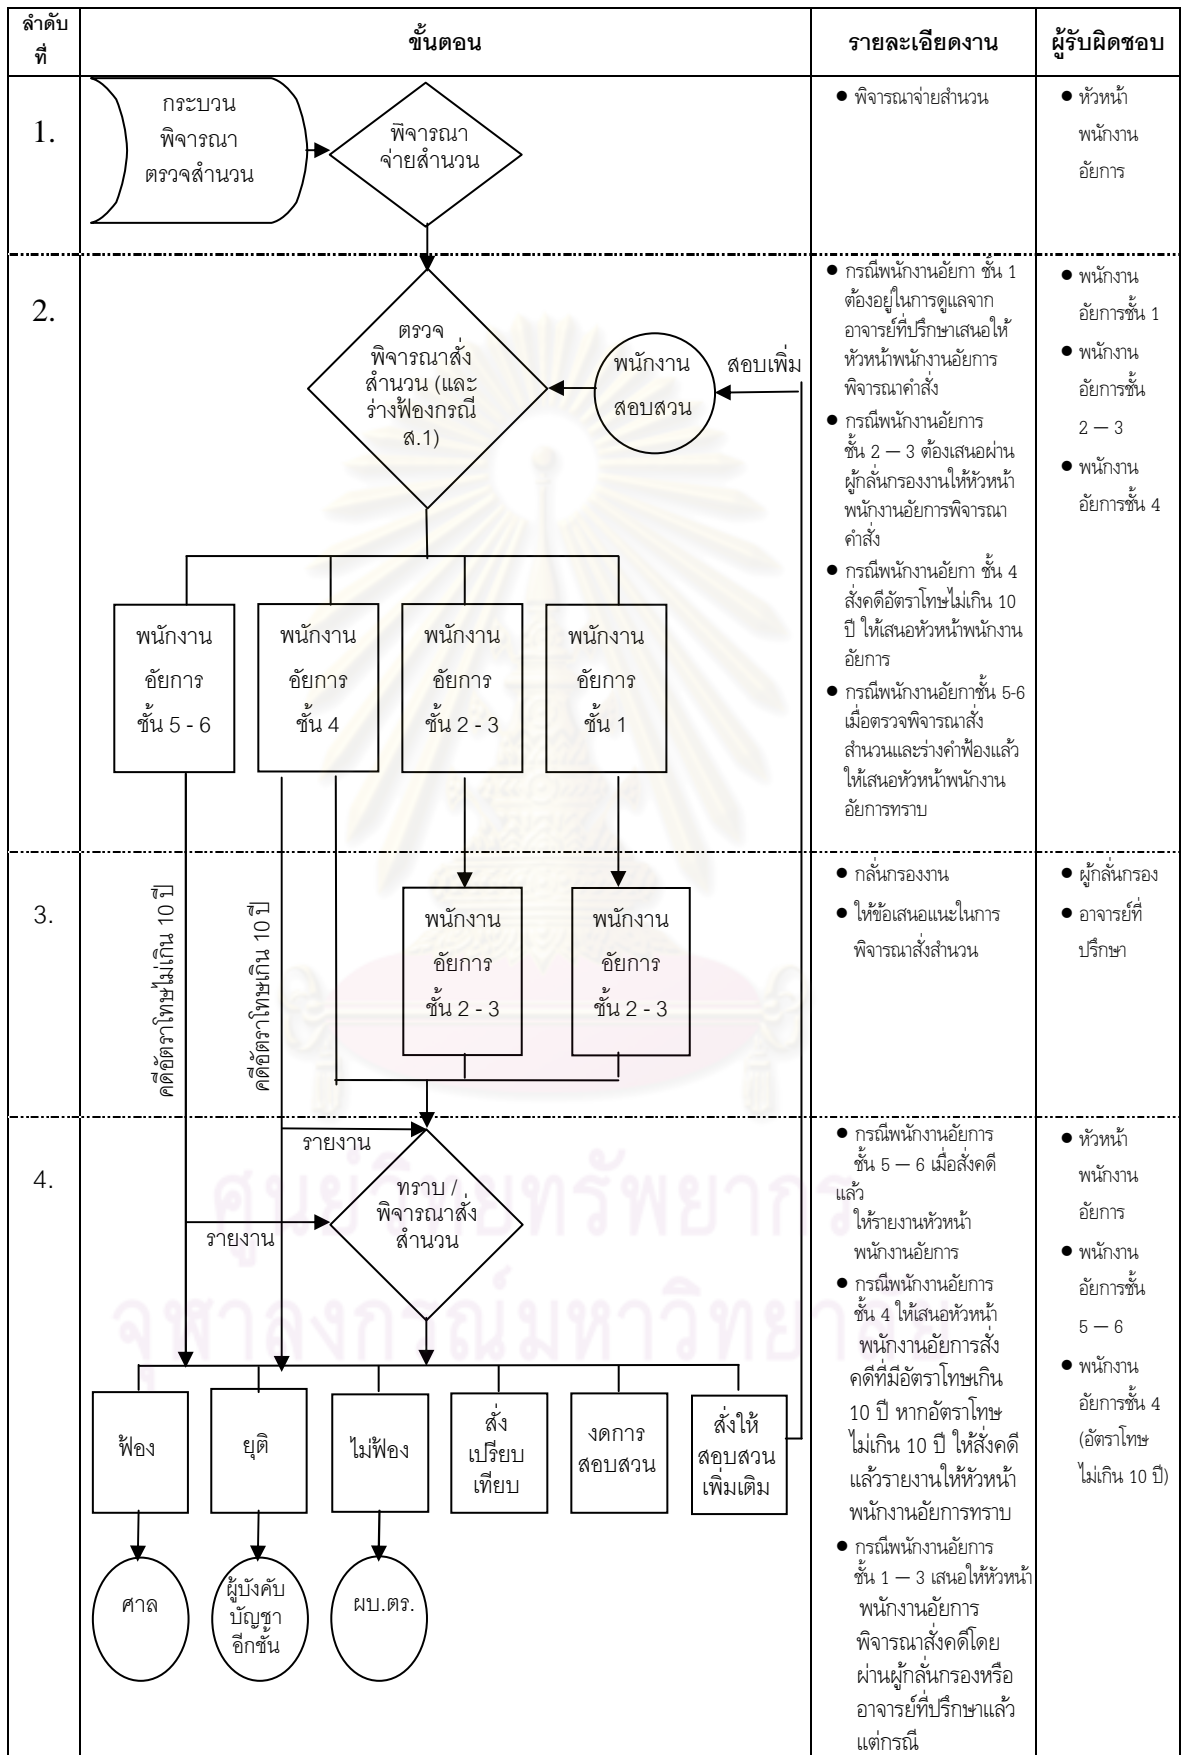 ลำดับ
ที่
ขั้นตอน
รายละเอียดงาน
ผู้รับผิดชอบ
1.
กระบวน
พิจารณา
ตรวจสำนวน
พิจารณา
จ่ายสำนวน
● พิจารณาจ่ายสำนวน
● หัวหน้า
พนักงาน
อัยการ
2.
ตรวจ
พิจารณาสั่ง
สำนวน (และ
ร่างฟ้องกรณี
ส.1)
พนักงาน
สอบสวน
สอบเพิ่ม
พนักงาน
อัยการ
ชั้น 5 - 6
พนักงาน
อัยการ
ชั้น 4
พนักงาน
อัยการ
ชั้น 2 - 3
พนักงาน
อัยการ
ชั้น 1
● กรณีพนักงานอัยกา ชั้น 1
ต้องอยู่ในการดูแลจาก
อาจารย์ที่ปรึกษาเสนอให้
หัวหน้าพนักงานอัยการ
พิจารณาคำสั่ง
● กรณีพนักงานอัยการ
ชั้น 2 – 3 ต้องเสนอผ่าน
ผู้กลั่นกรองงานให้หัวหน้า
พนักงานอัยการพิจารณา
คำสั่ง
● กรณีพนักงานอัยกา ชั้น 4
สั่งคดีอัตราโทษไม่เกิน 10
ปี ให้เสนอหัวหน้าพนักงาน
อัยการ
● กรณีพนักงานอัยกาชั้น 5-6
เมื่อตรวจพิจารณาสั่ง
สำนวนและร่างคำฟ้องแล้ว
ให้เสนอหัวหน้าพนักงาน
อัยการทราบ
● พนักงาน
อัยการชั้น 1
● พนักงาน
อัยการชั้น
2 – 3
● พนักงาน
อัยการชั้น 4
3.
คดีอัตราโทษไม่เกิน 10 ปี
คดีอัตราโทษเกิน 10 ปี
พนักงาน
อัยการ
ชั้น 2 - 3
พนักงาน
อัยการ
ชั้น 2 - 3
● กลั่นกรองงาน
● ให้ข้อเสนอแนะในการ
พิจารณาสั่งสำนวน
● ผู้กลั่นกรอง
● อาจารย์ที่
ปรึกษา
4.
รายงาน
รายงาน
ทราบ /
พิจารณาสั่ง
สำนวน
ฟ้อง
ยุติ
ไม่ฟ้อง
สั่ง
เปรียบ
เทียบ
งดการ
สอบสวน
สั่งให้
สอบสวน
เพิ่มเติม
ศาล
ผู้บังคับ
บัญชา
อีกชั้น
ผบ.ตร.
● กรณีพนักงานอัยการ
ชั้น 5 – 6 เมื่อสั่งคดี
แล้ว
ให้รายงานหัวหน้า
พนักงานอัยการ
● กรณีพนักงานอัยการ
ชั้น 4 ให้เสนอหัวหน้า
พนักงานอัยการสั่ง
คดีที่มีอัตราโทษเกิน
10 ปี หากอัตราโทษ
ไม่เกิน 10 ปี ให้สั่งคดี
แล้วรายงานให้หัวหน้า
พนักงานอัยการทราบ
● กรณีพนักงานอัยการ
ชั้น 1 – 3 เสนอให้หัวหน้า
พนักงานอัยการ
พิจารณาสั่งคดีโดย
ผ่านผู้กลั่นกรองหรือ
อาจารย์ที่ปรึกษาแล้ว
แต่กรณี
● หัวหน้า
พนักงาน
อัยการ
● พนักงาน
อัยการชั้น
5 – 6
● พนักงาน
อัยการชั้น 4
(อัตราโทษ
ไม่เกิน 10 ปี)
ศูนย์วิทยทรัพยากร
จุฬาลงกรณ์มหาวิทยาลัย